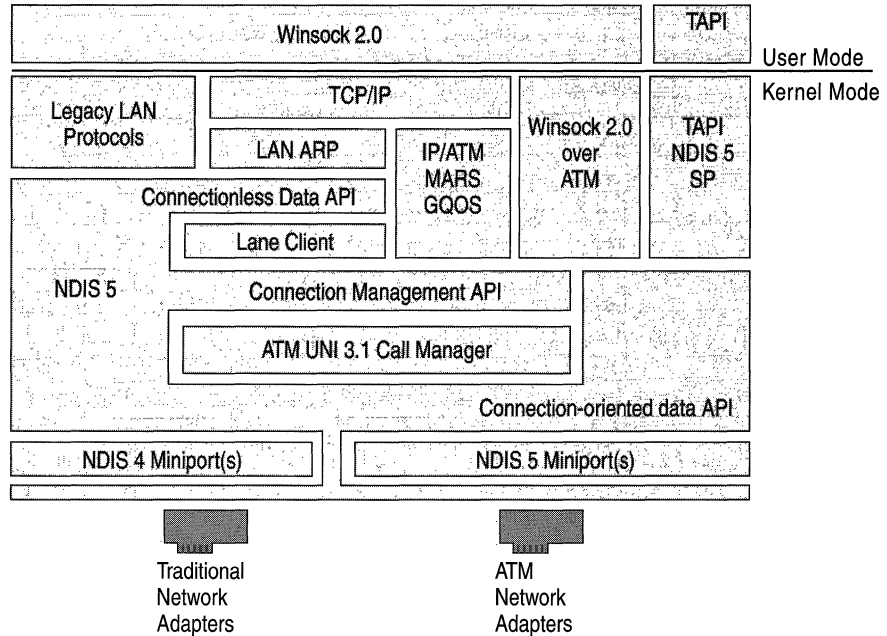 Winsock 2.0
TAPI
User Mode
Kernel Mode
Legacy LAN
Protocols
TCP/IP
LAN ARP
IP/ATM
MARS
GQOS
Winsock 2.0
over
ATM
TAPI
NDIS 5
SP
Connectionless Data API
Lane Client
NDIS 5
Connection Management API
ATM UNI 3.1 Call Manager
Connection-oriented data API
NDIS 4 Miniport(s)
NDIS 5 Miniport(s)
Traditional
Network
Adapters
ATM
Network
Adapters